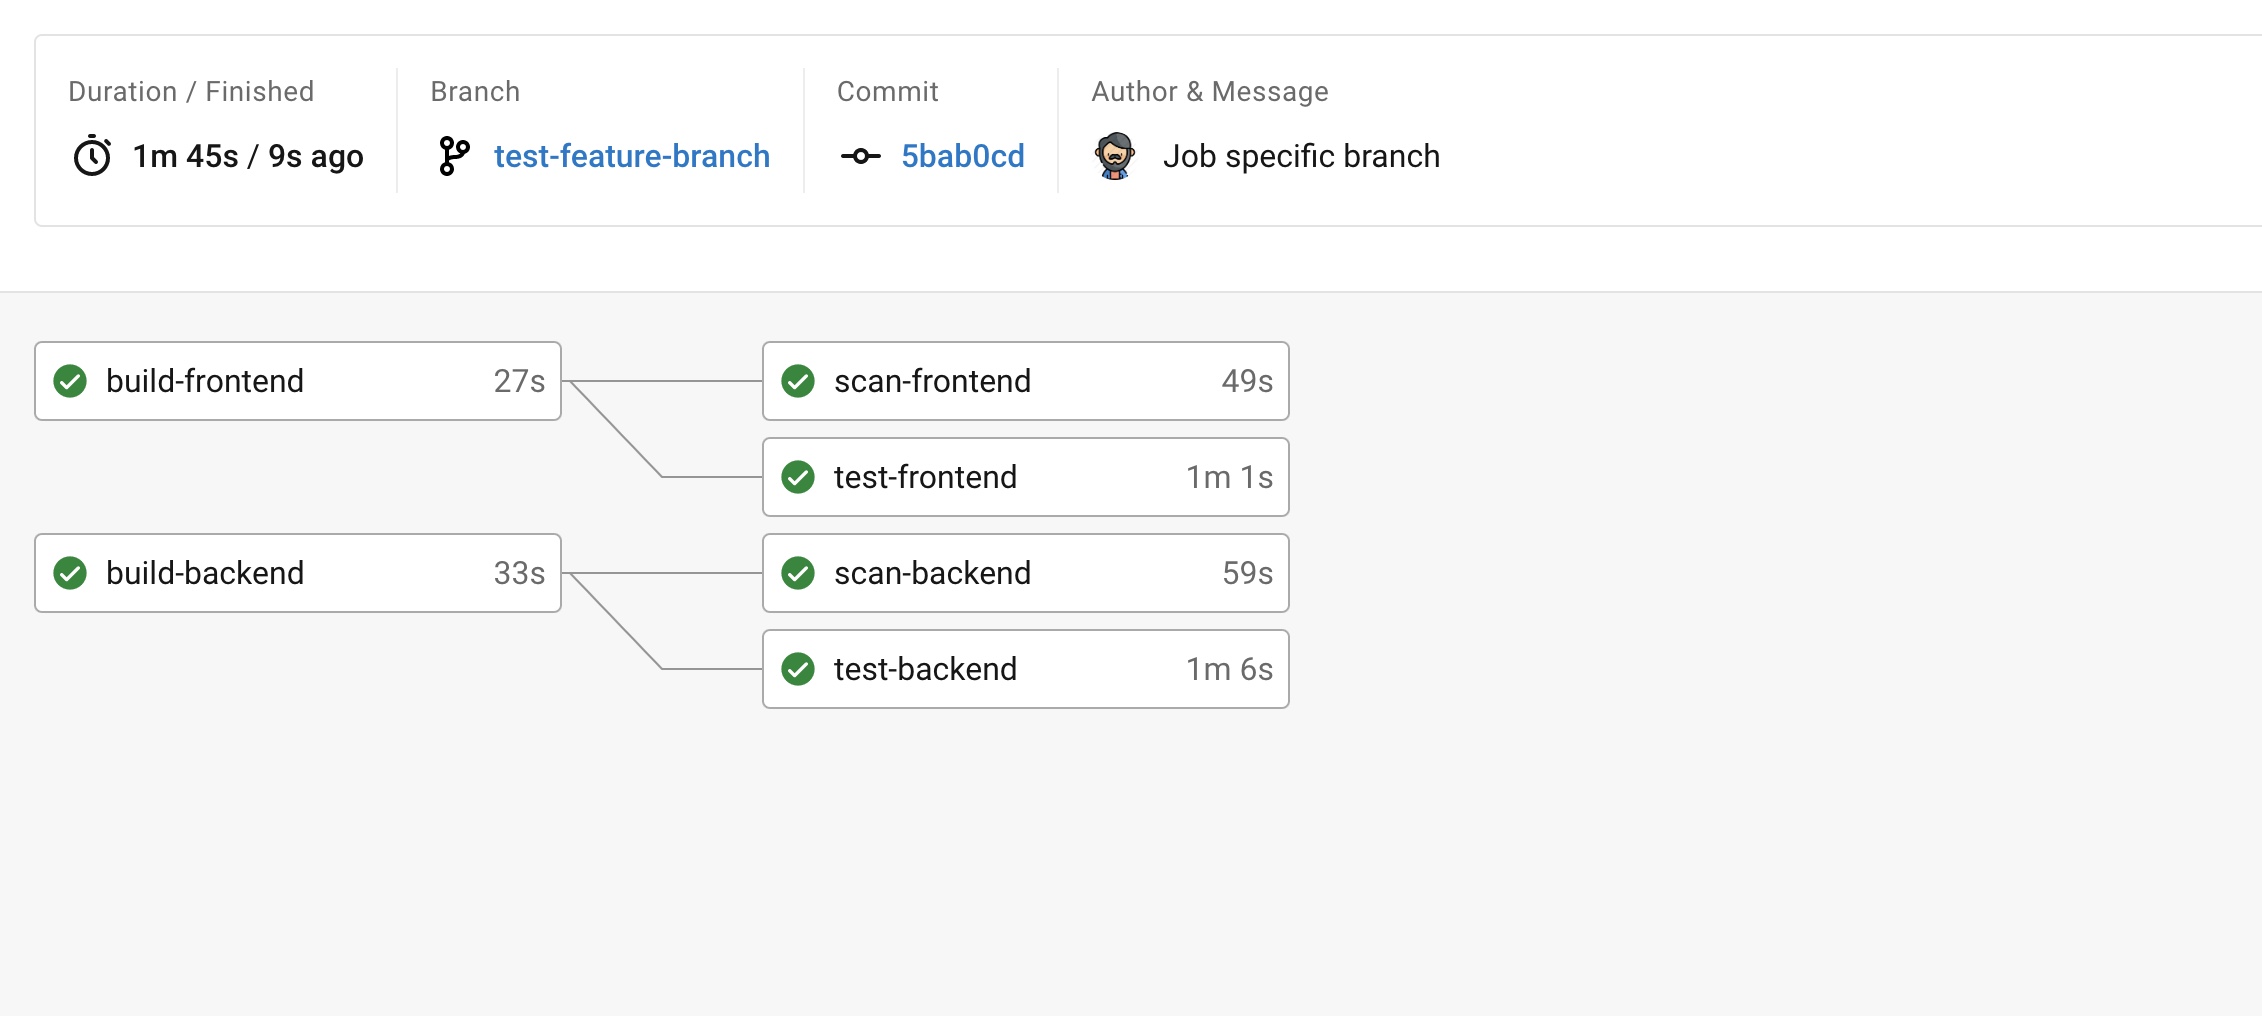 Duration / Finished
1m 45s / 9s ago
Branch
test-feature-branch
Commit
5bab0cd
Author & Message
Job specific branch
build-frontend 27s
scan-frontend 49s
test-frontend 1m 1s
build-backend 33s
scan-backend 59s
test-backend 1m 6s